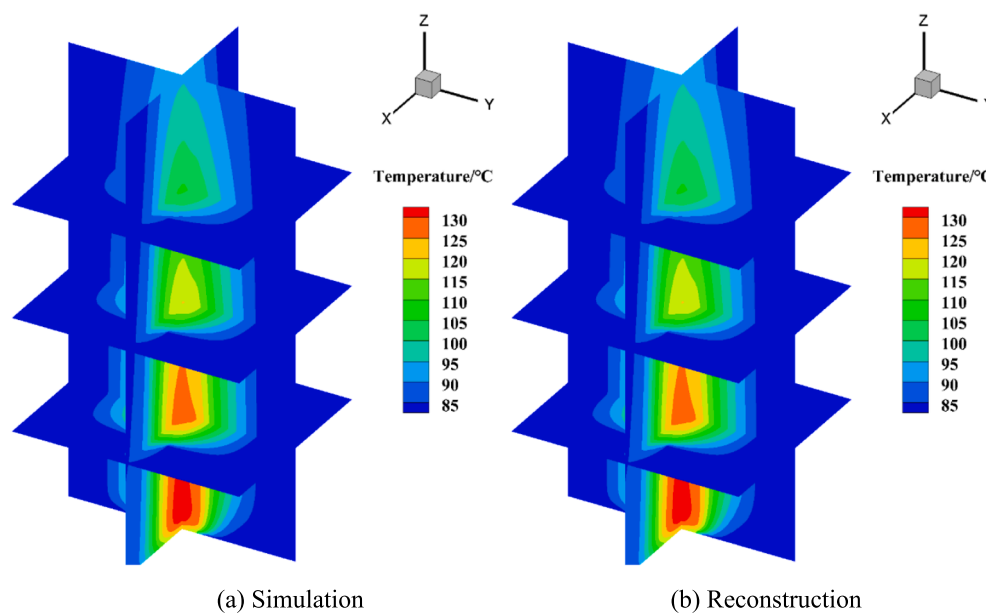 Z
Y
X
Temperature/°C
130
125
120
115
110
105
100
95
90
85
(a) Simulation
Z
Y
X
Temperature/°C
130
125
120
115
110
105
100
95
90
85
(b) Reconstruction